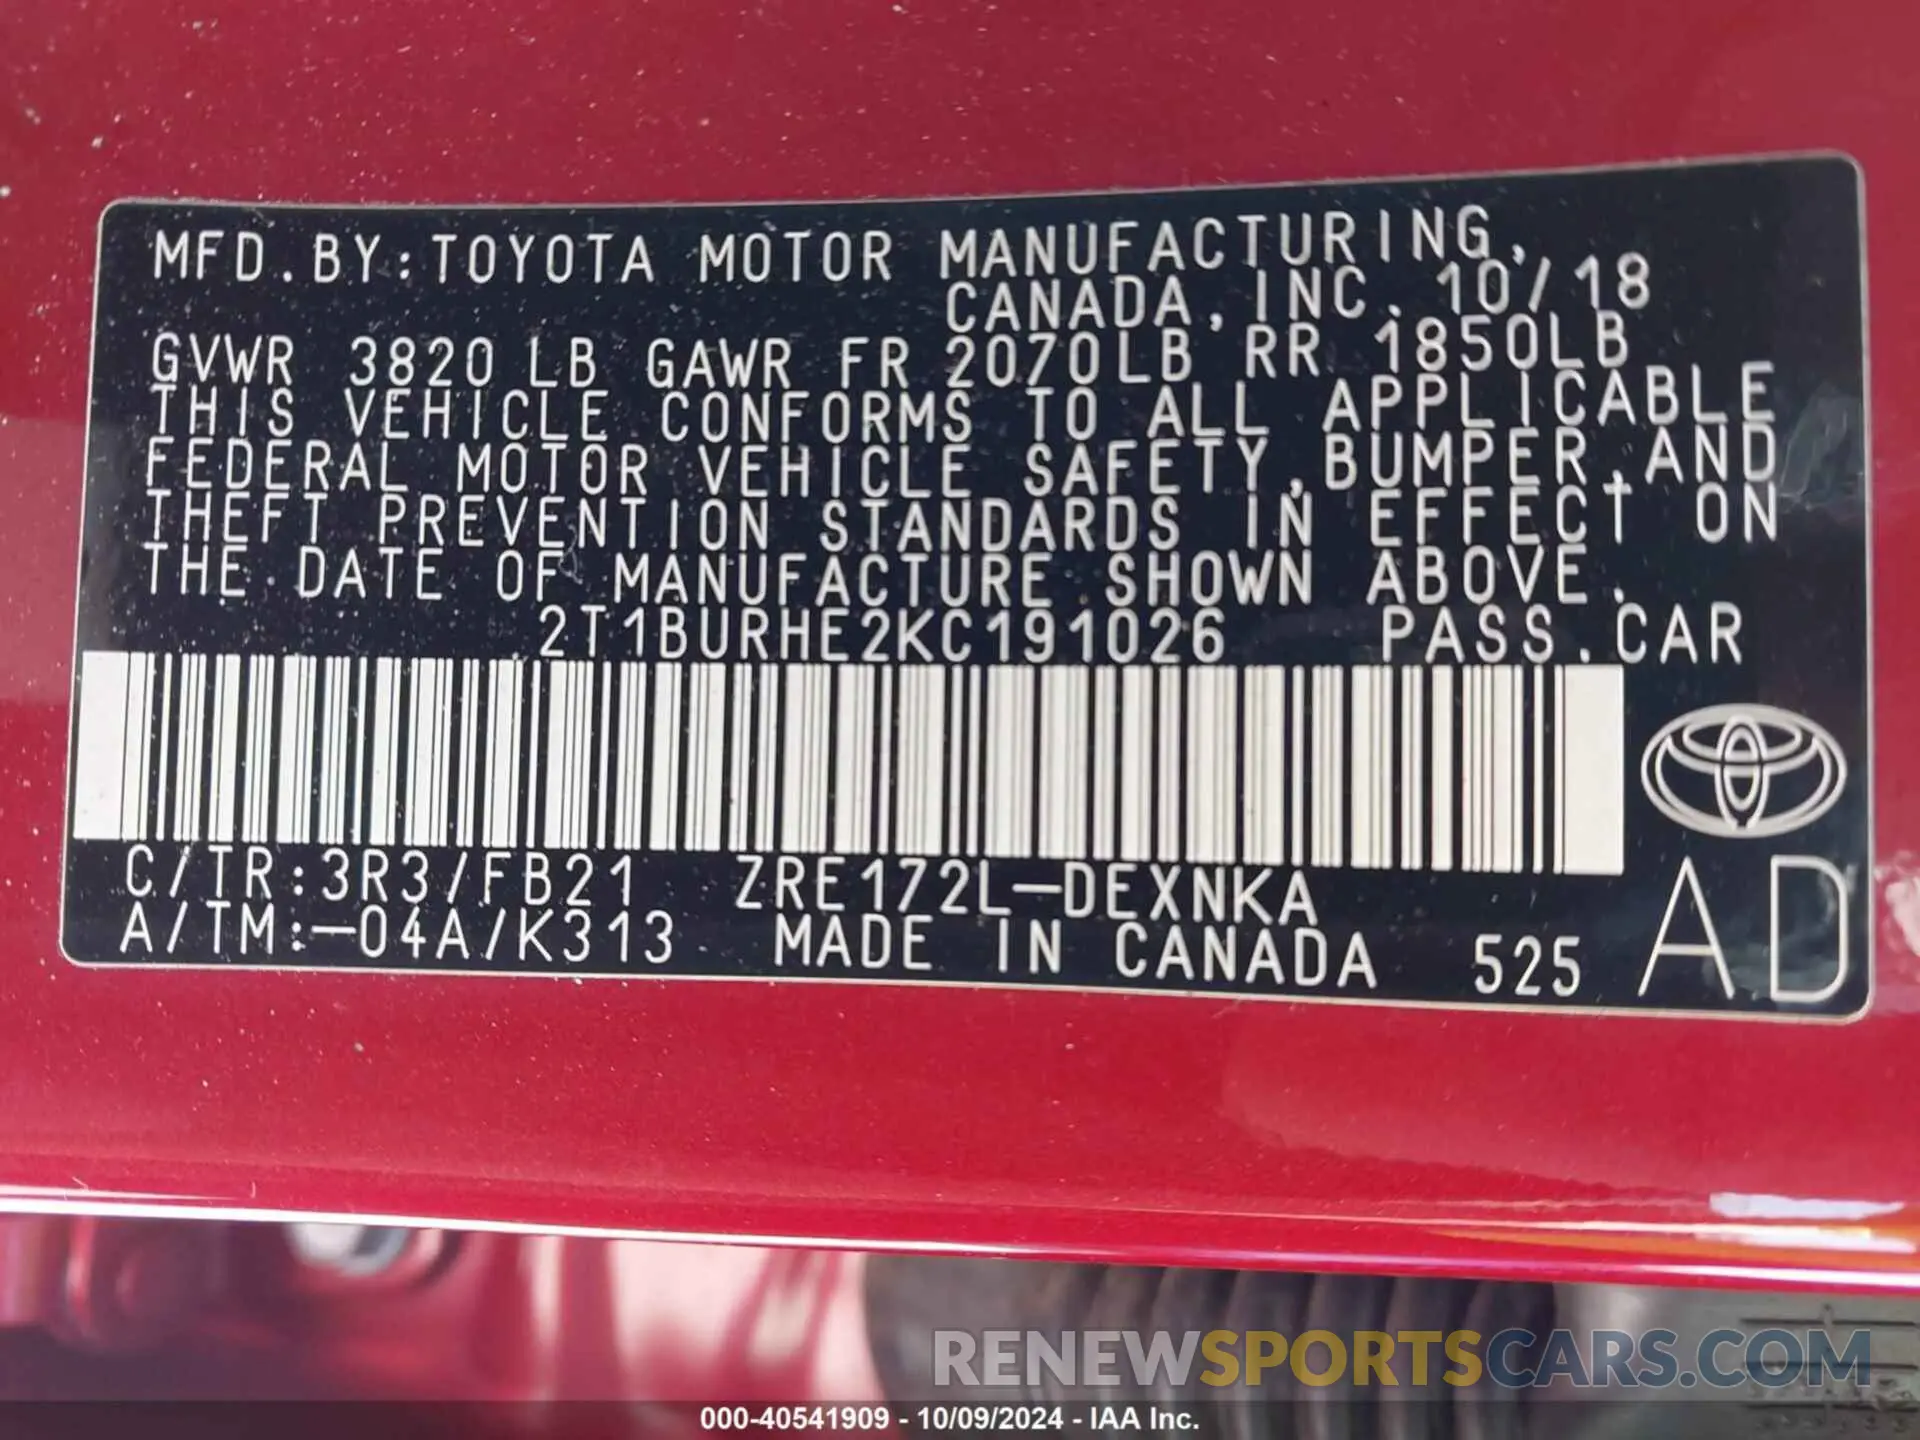 MFD.BY:TOYOTA MOTOR MANUFACTURING,
CANADA,INC. 10/18
GVWR 3820 LB GAWR FR 2070LB RR 1850LB
THIS VEHICLE CONFORMS TO ALL APPLICABLE
FEDERAL MOTOR VEHICLE SAFETY,BUMPER,AND
THEFT PREVENTION STANDARDS IN EFFECT ON
THE DATE OF MANUFACTURE SHOWN ABOVE.
2T1BURHE2KC191026 PASS.CAR
C/TR:3R3/FB21 ZRE172L-DEXNKA
A/TM:-04A/K313 MADE IN CANADA 525 AD
RENEWSPORTSCARS.COM
000-40541909 - 10/09/2024 - IAA Inc.